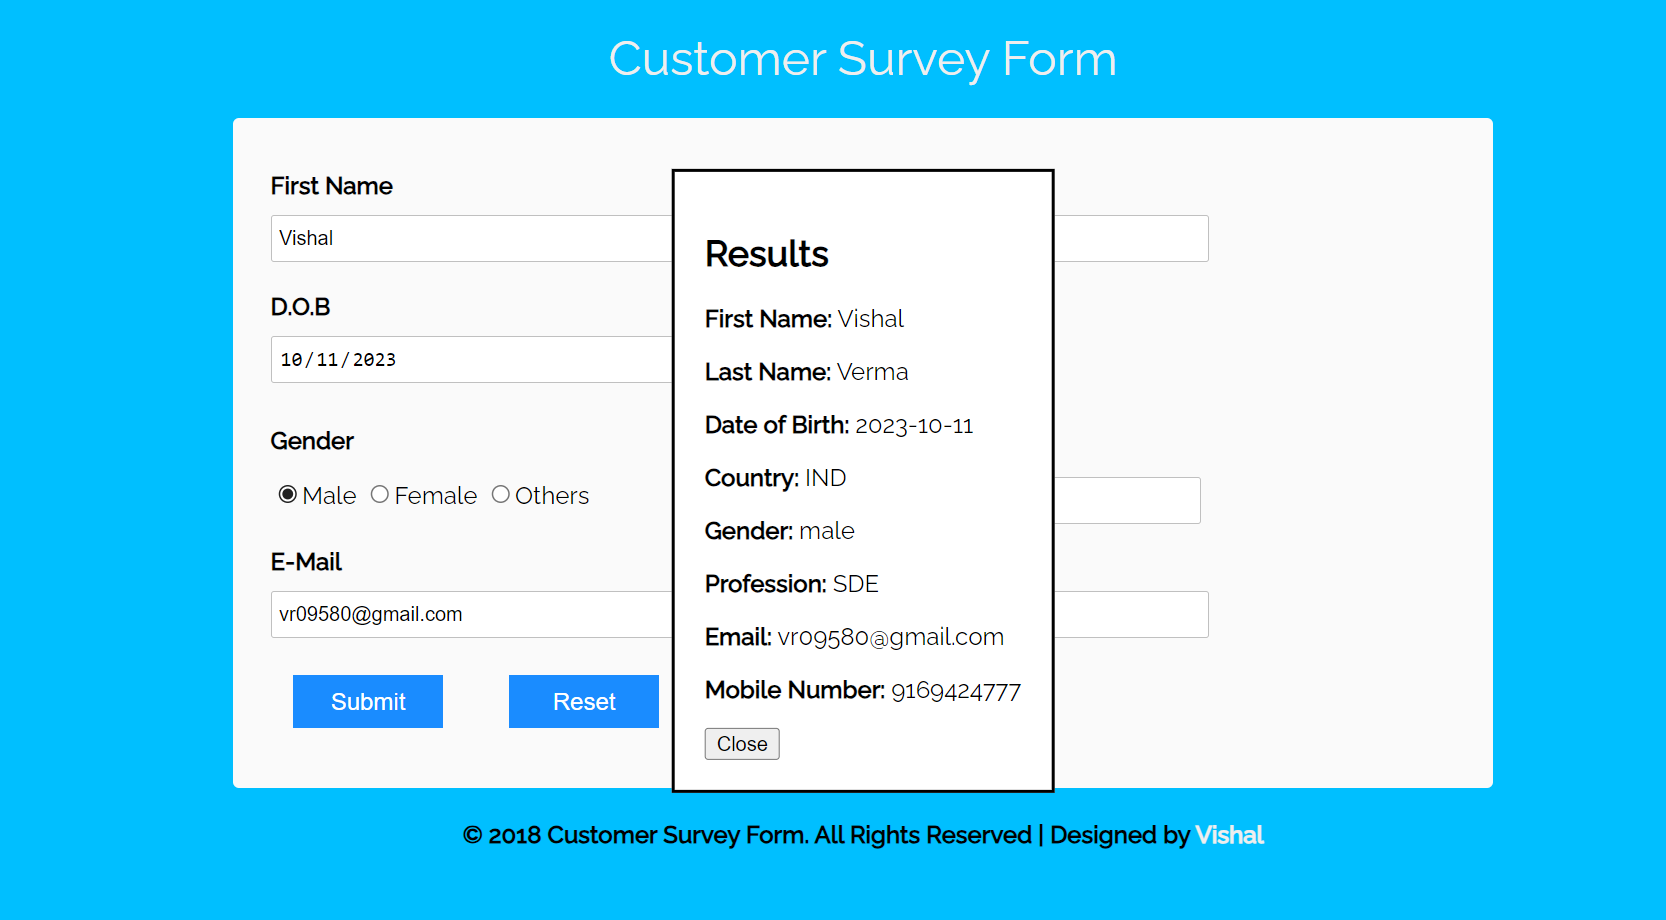 Customer Survey Form
First Name
Vishal
D.O.B
10/11/2023
Gender
Male Female Others
E-Mail
vr09580@gmail.com
Submit Reset
Results
First Name: Vishal
Last Name: Verma
Date of Birth: 2023-10-11
Country: IND
Gender: male
Profession: SDE
Email: vr09580@gmail.com
Mobile Number: 9169424777
Close
© 2018 Customer Survey Form. All Rights Reserved | Designed by Vishal